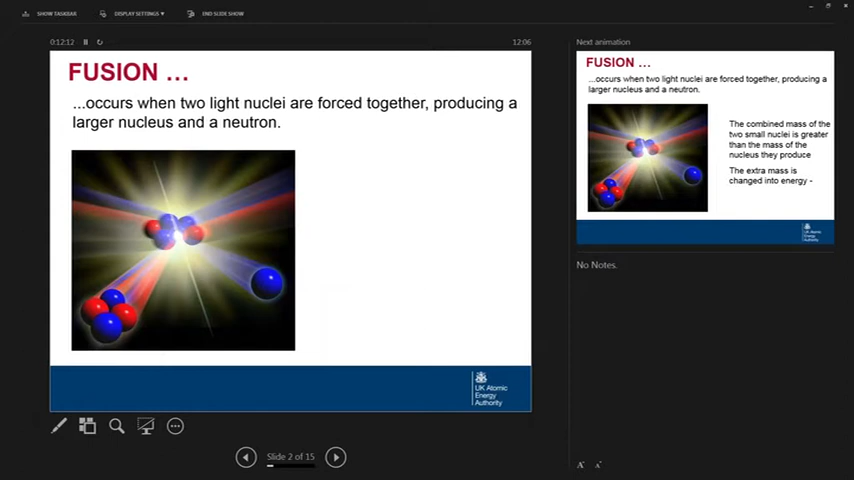 SHOW TASKBAR
DISPLAY SETTINGS ▾
END SLIDE SHOW
0:12:12
12:06
FUSION ...
...occurs when two light nuclei are forced together, producing a
larger nucleus and a neutron.
UK Atomic
Energy
Authority
Slide 2 of 15
Next animation
FUSION ...
...occurs when two light nuclei are forced together, producing a
larger nucleus and a neutron.
The combined mass of the
two small nuclei is greater
than the mass of the
nucleus they produce
The extra mass is
changed into energy -
UK Atomic
Energy
Authority
No Notes.
A A